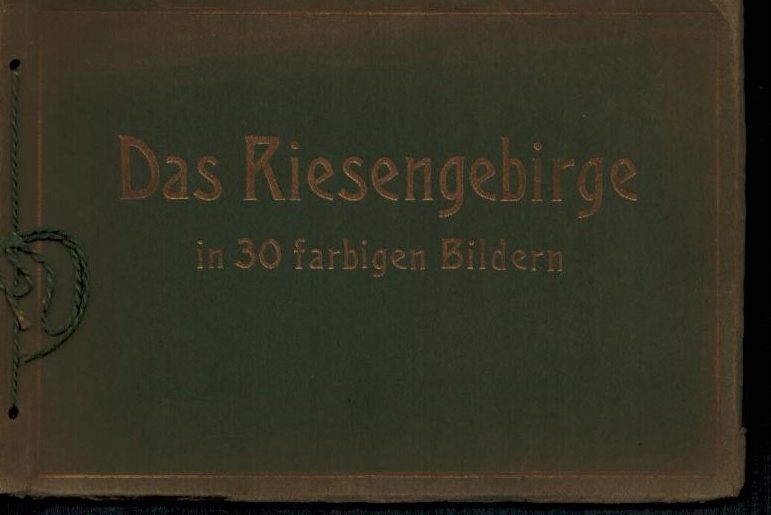 Das Riesengebirge
in 30 farbigen Bildern